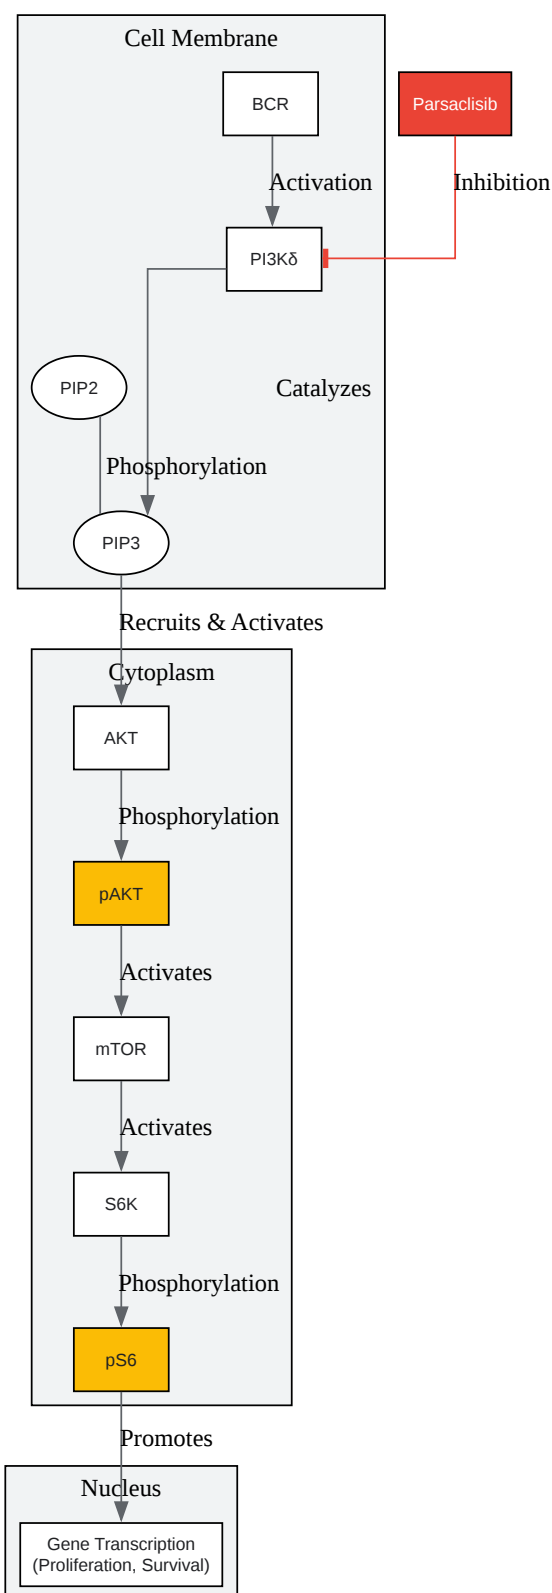 Cell Membrane
BCR
Parsaclisib
Activation
Inhibition
PI3Kδ
PIP2
Catalyzes
Phosphorylation
PIP3
Recruits & Activates
Cytoplasm
AKT
Phosphorylation
pAKT
Activates
mTOR
Activates
S6K
Phosphorylation
pS6
Promotes
Nucleus
Gene Transcription
(Proliferation, Survival)